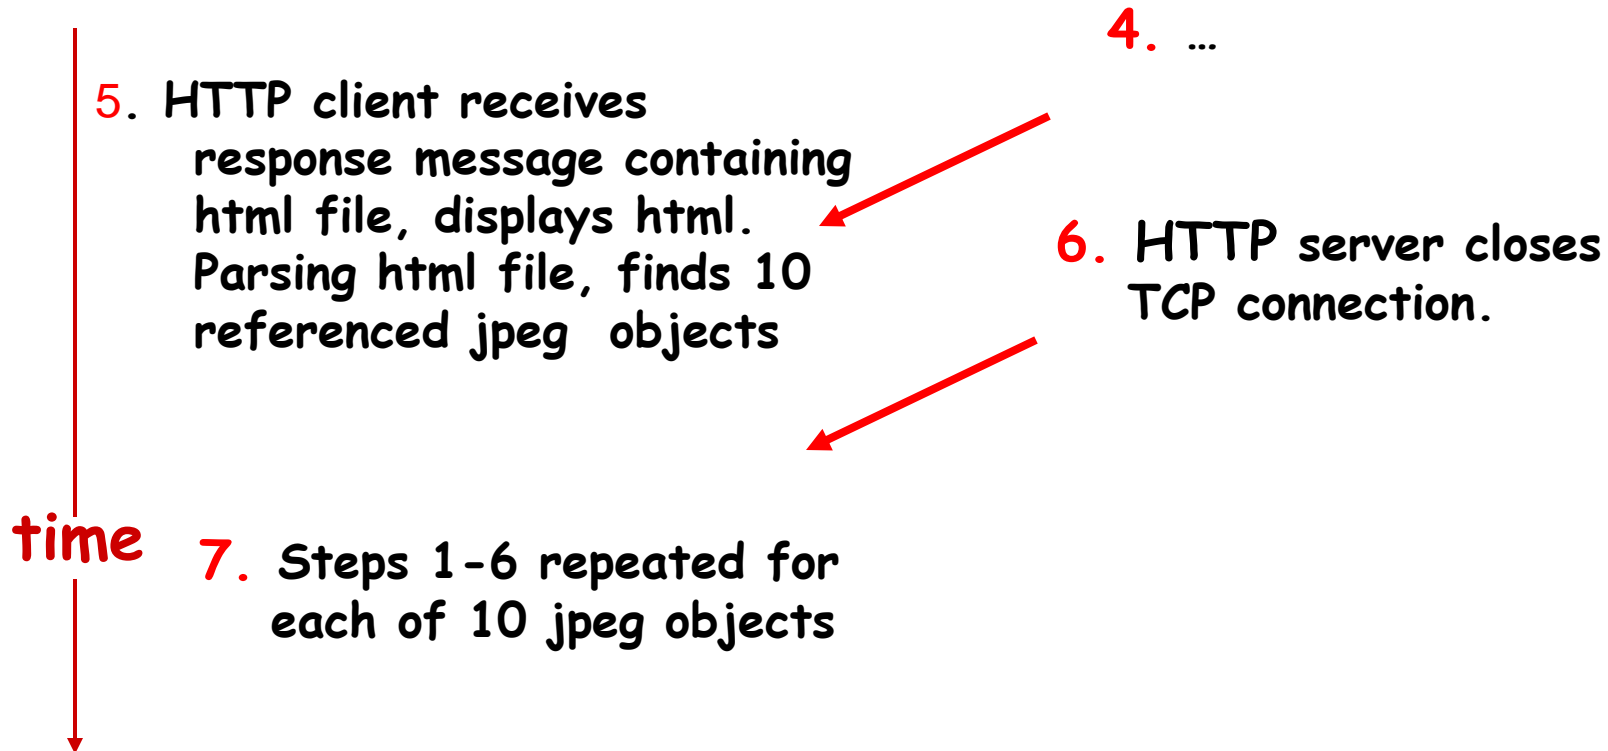 4. ...
5. HTTP client receives
response message containing
html file, displays html.
Parsing html file, finds 10
referenced jpeg objects
6. HTTP server closes
TCP connection.
time
7. Steps 1-6 repeated for
each of 10 jpeg objects